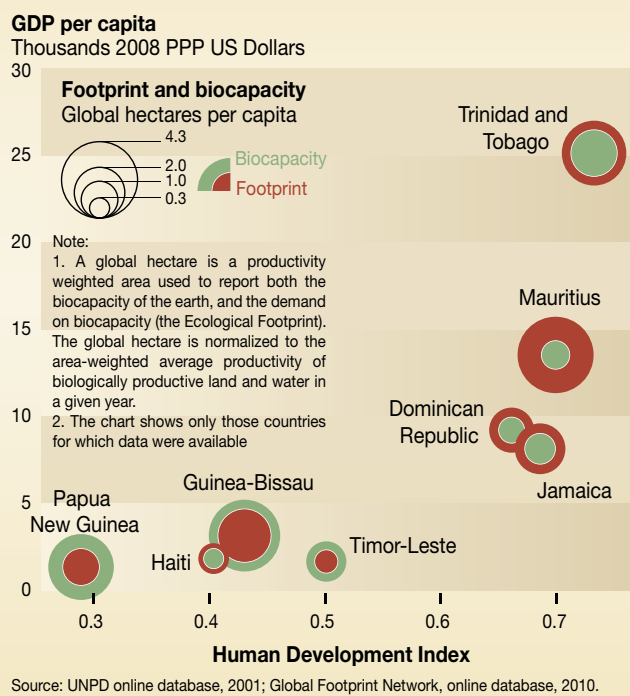 GDP per capita
Thousands 2008 PPP US Dollars
30
Footprint and biocapacity
Global hectares per capita
4.3
2.0
1.0
0.3
Biocapacity
Footprint
Trinidad and
Tobago
25
20
Note:
1. A global hectare is a productivity
weighted area used to report both the
biocapacity of the earth, and the demand
on biocapacity (the Ecological Footprint).
The global hectare is normalized to the
area-weighted average productivity of
biologically productive land and water in
a given year.
2. The chart shows only those countries
for which data were available
Mauritius
15
10
Dominican
Republic
Jamaica
Guinea-Bissau
5
Papua
New Guinea
Haiti
Timor-Leste
0
0.3
0.4
0.5
0.6
0.7
Human Development Index
Source: UNPD online database, 2001; Global Footprint Network, online database, 2010.